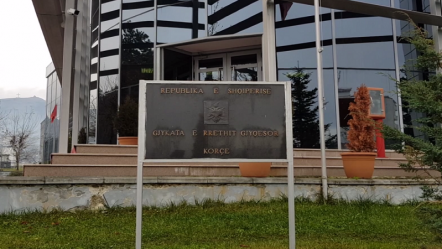 REPUBLIKA E SHQIPËRISË
GJYKATA E RRETHIT GJYQËSOR
KORÇË